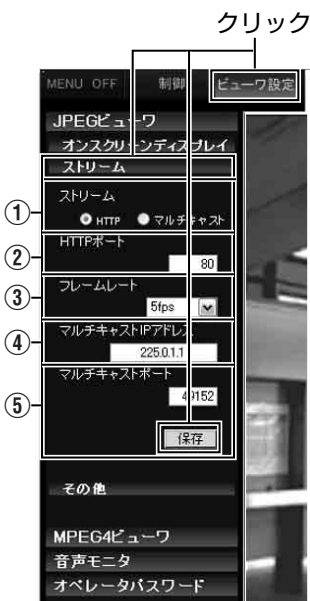 クリック
MENU OFF 制御 ビューワ設定
JPEGビューワ
オンスクリーンディスプレイ
ストリーム
① ストリーム
HTTP マルチキャスト
② HTTPポート
80
③ フレームレート
5fps
④ マルチキャストIPアドレス
225.0.1.1
⑤ マルチキャストポート
49152
保存
その他
MPEG4ビューワ
音声モニタ
オペレータパスワード